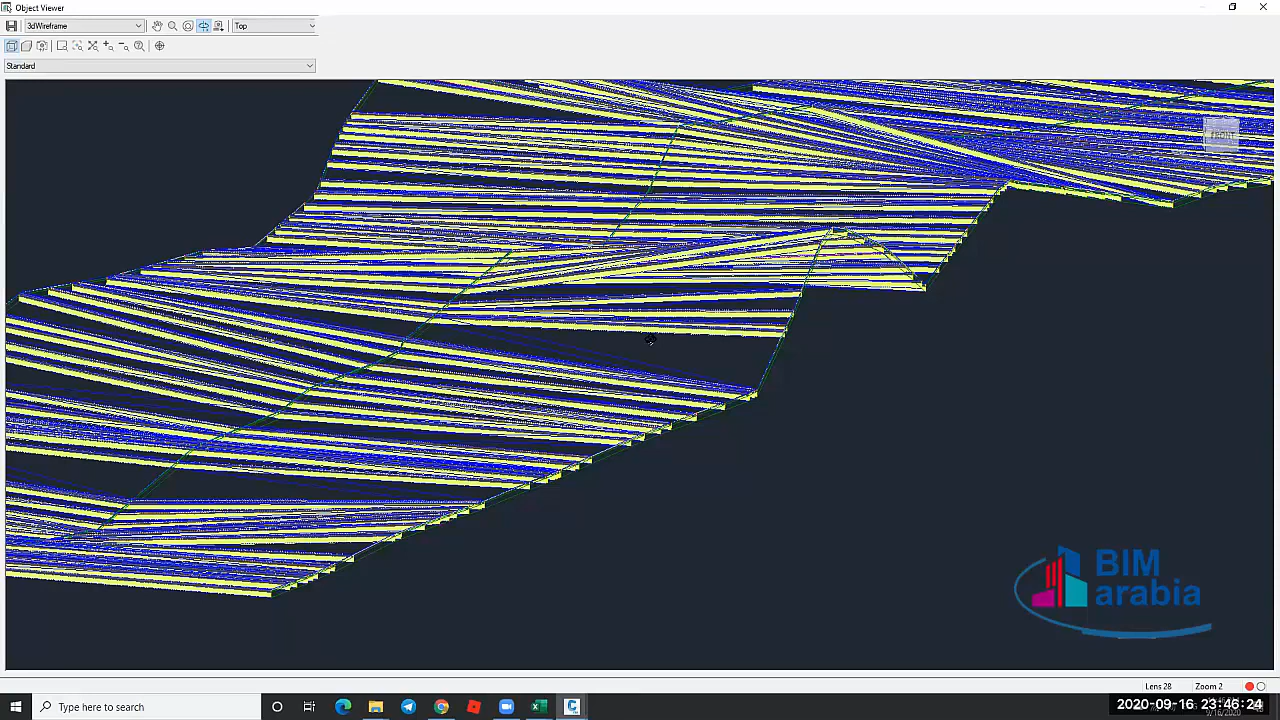 Object Viewer
3dWireframe
Top
Standard
FRONT
BIM
arabia
Lens 28
Zoom 2
Type here to search
2020-09-16 23:46:24